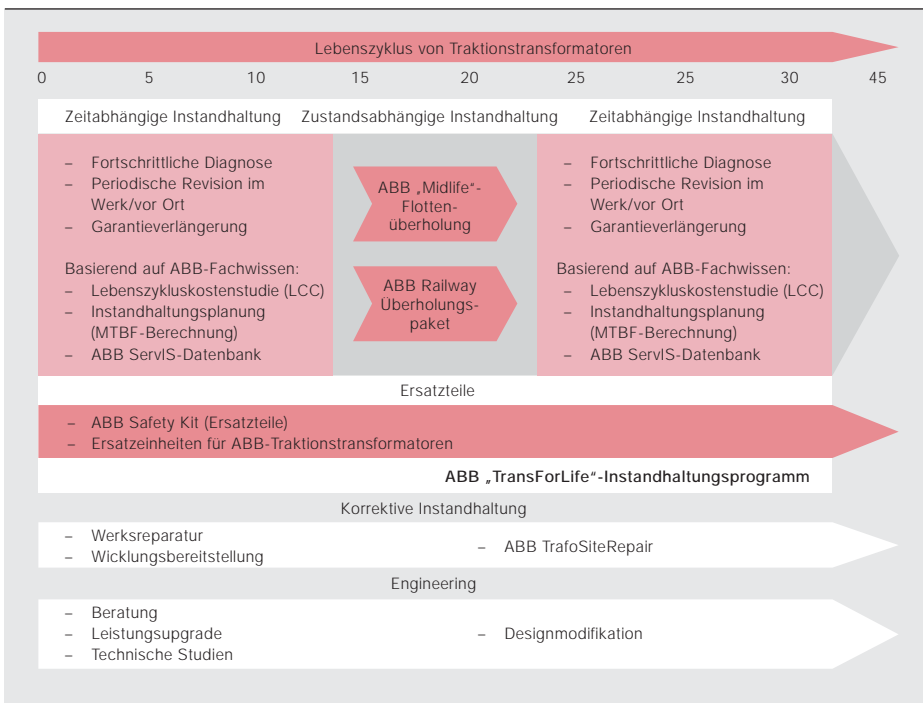 Lebenszyklus von Traktionstransformatoren
0 5 10 15 20 25 25 30 45
Zeitabhängige Instandhaltung
– Fortschrittliche Diagnose
– Periodische Revision im
Werk/vor Ort
– Garantieverlängerung
Basierend auf ABB-Fachwissen:
– Lebenszykluskostenstudie (LCC)
– Instandhaltungsplanung
(MTBF-Berechnung)
– ABB ServIS-Datenbank
Zustandsabhängige Instandhaltung
ABB „Midlife"-
Flotten-
überholung
ABB Railway
Überholungs-
paket
Zeitabhängige Instandhaltung
– Fortschrittliche Diagnose
– Periodische Revision im
Werk/vor Ort
– Garantieverlängerung
Basierend auf ABB-Fachwissen:
– Lebenszykluskostenstudie (LCC)
– Instandhaltungsplanung
(MTBF-Berechnung)
– ABB ServIS-Datenbank
Ersatzteile
– ABB Safety Kit (Ersatzteile)
– Ersatzeinheiten für ABB-Traktionstransformatoren
ABB „TransForLife"-Instandhaltungsprogramm
Korrektive Instandhaltung
– Werksreparatur
– Wicklungsbereitstellung
– ABB TrafoSiteRepair
Engineering
– Beratung
– Leistungsupgrade
– Technische Studien
– Designmodifikation